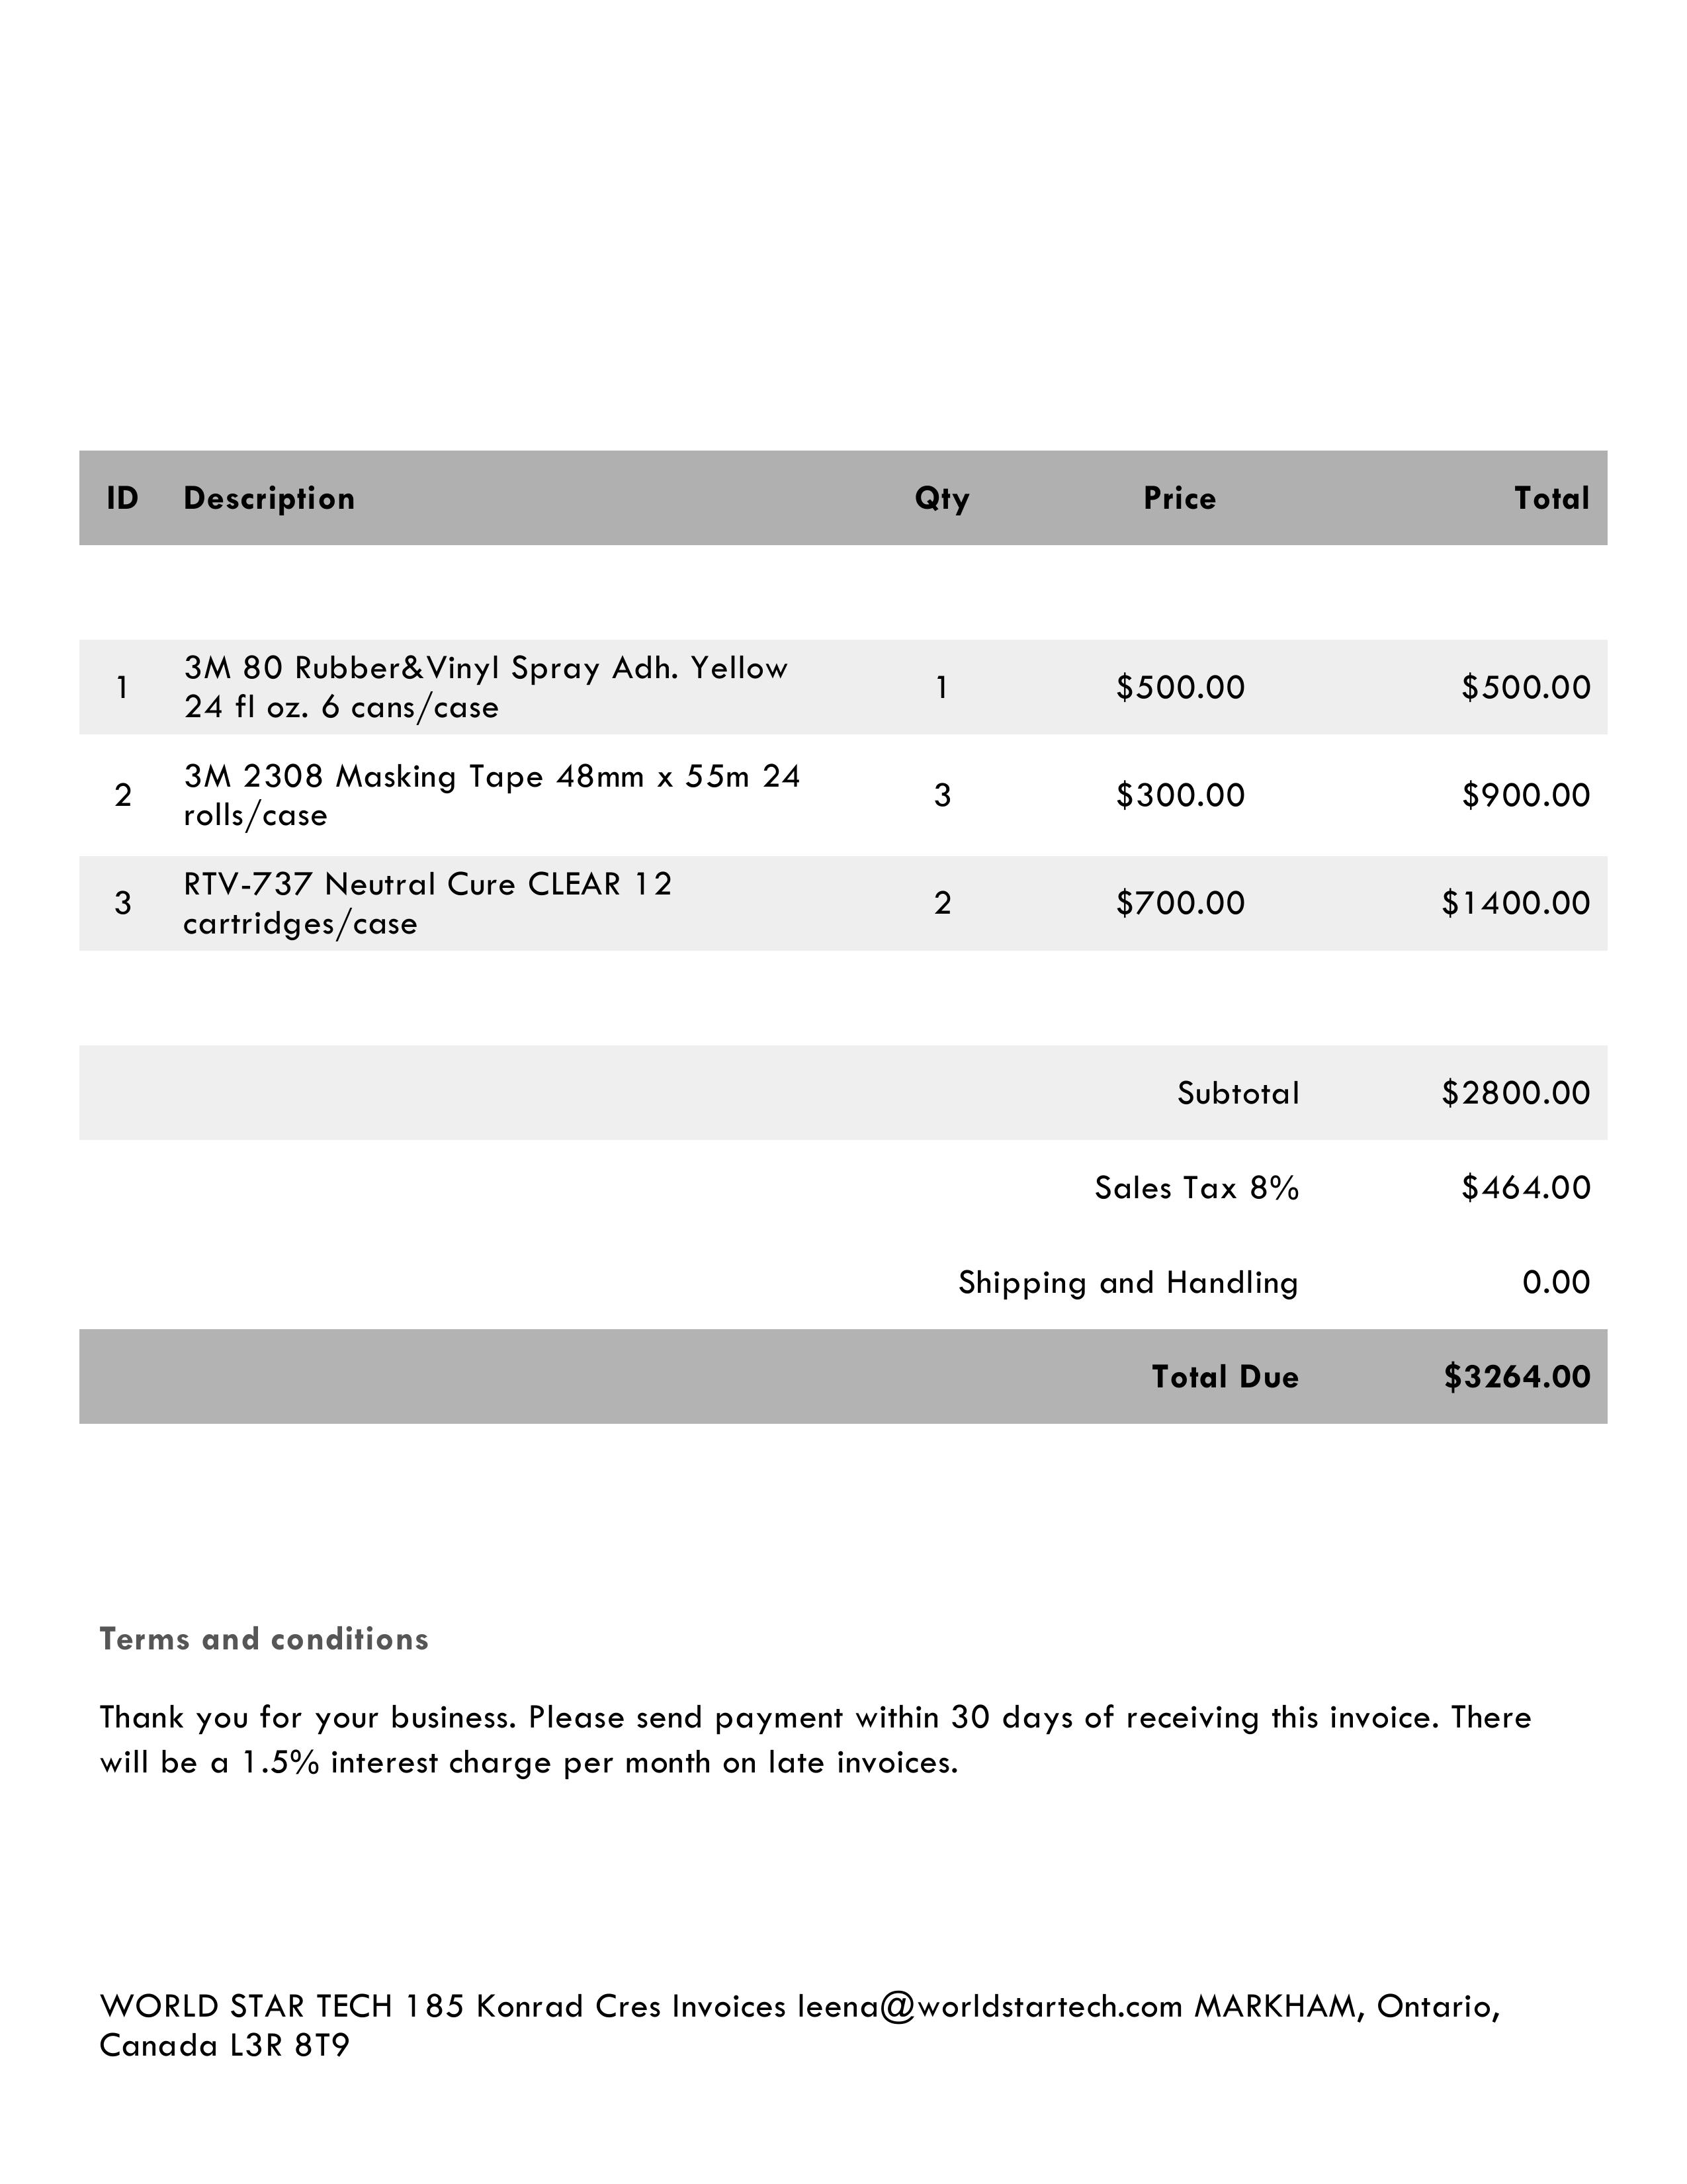 ID Description Qty Price Total
1 3M 80 Rubber&Vinyl Spray Adh. Yellow
24 fl oz. 6 cans/case 1 $500.00 $500.00
2 3M 2308 Masking Tape 48mm x 55m 24
rolls/case 3 $300.00 $900.00
3 RTV-737 Neutral Cure CLEAR 12
cartridges/case 2 $700.00 $1400.00
Subtotal $2800.00
Sales Tax 8% $464.00
Shipping and Handling 0.00
Total Due $3264.00
Terms and conditions
Thank you for your business. Please send payment within 30 days of receiving this invoice. There
will be a 1.5% interest charge per month on late invoices.
WORLD STAR TECH 185 Konrad Cres Invoices leena@worldstartech.com MARKHAM, Ontario,
Canada L3R 8T9